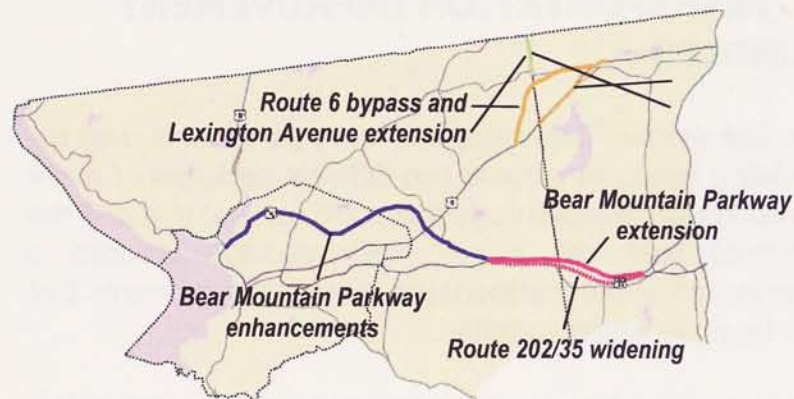 Route 6 bypass and
Lexington Avenue extension
Bear Mountain Parkway
extension
Bear Mountain Parkway
enhancements
Route 202/35 widening